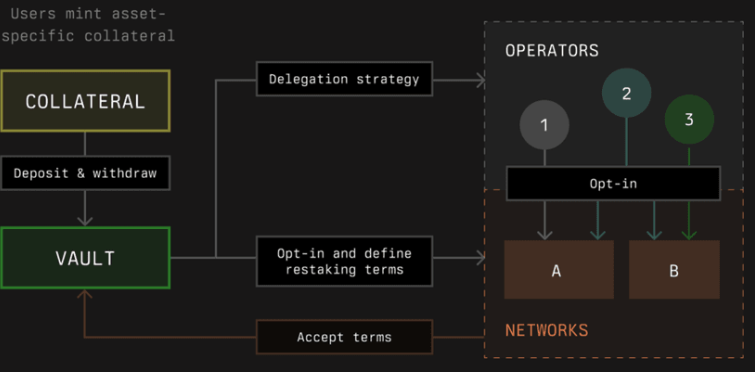 Users mint asset-
specific collateral
COLLATERAL
Deposit & withdraw
VAULT
Delegation strategy
Opt-in and define
restaking terms
Accept terms
OPERATORS
1
2
3
Opt-in
A
B
NETWORKS